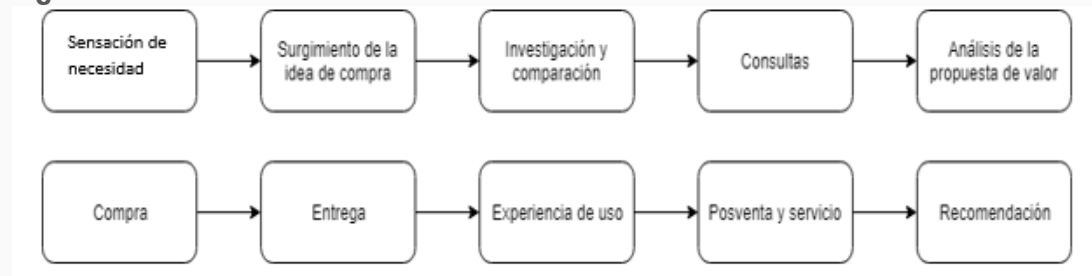 Sensación de
necesidad
Surgimiento de la
idea de compra
Investigación y
comparación
Consultas
Análisis de la
propuesta de valor
Compra
Entrega
Experiencia de uso
Posventa y servicio
Recomendación